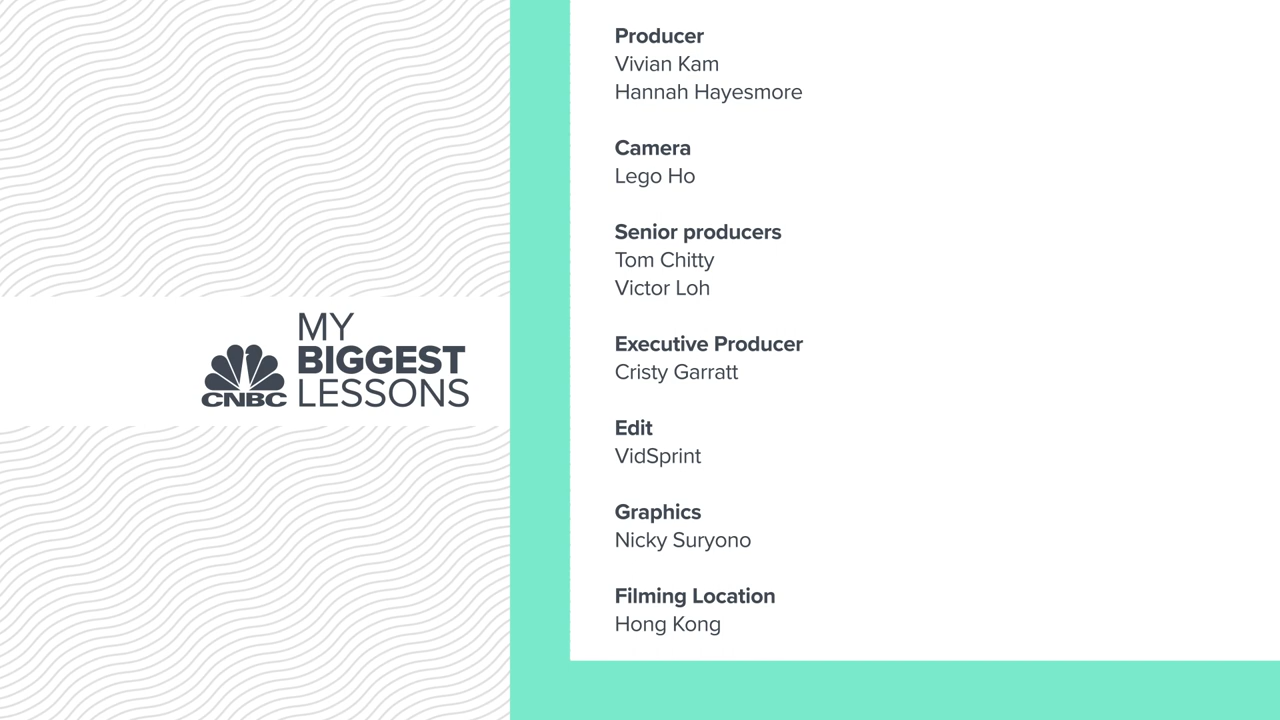 MY
BIGGEST
LESSONS
CNBC
Producer
Vivian Kam
Hannah Hayesmore
Camera
Lego Ho
Senior producers
Tom Chitty
Victor Loh
Executive Producer
Cristy Garratt
Edit
VidSprint
Graphics
Nicky Suryono
Filming Location
Hong Kong